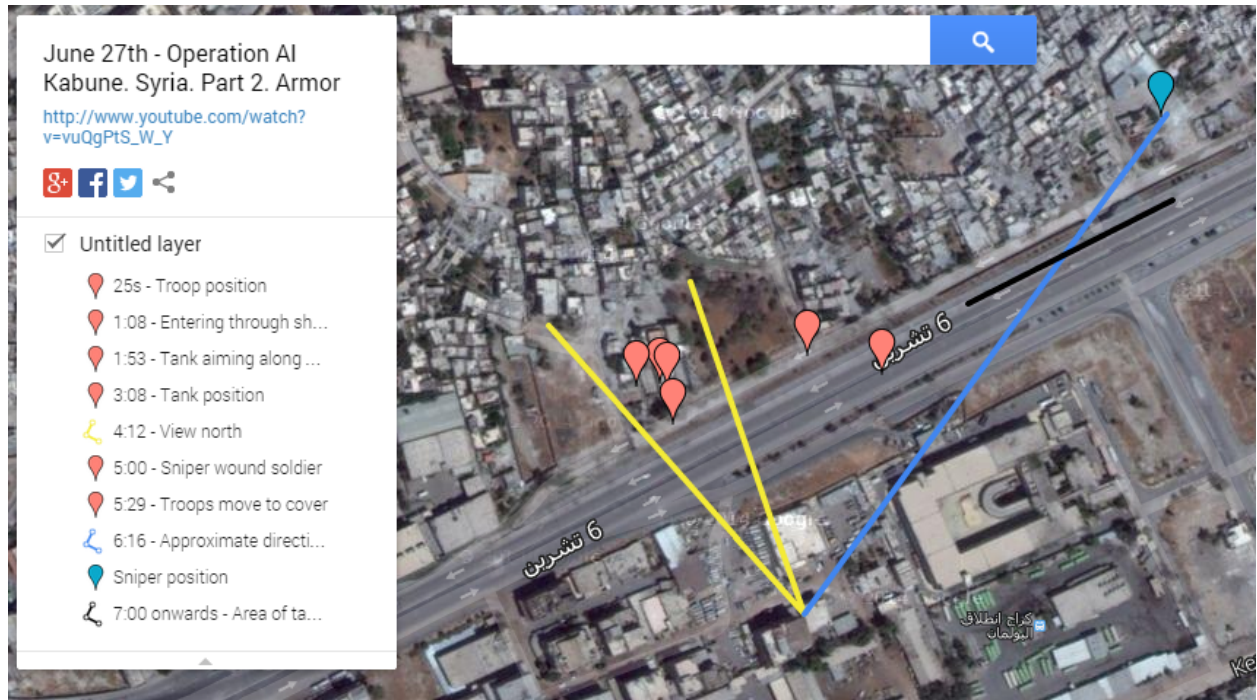 June 27th - Operation Al
Kabune. Syria. Part 2. Armor
http://www.youtube.com/watch?
v=vuQgPtS_W_Y
Untitled layer
25s - Troop position
1:08 - Entering through sh...
1:53 - Tank aiming along ...
3:08 - Tank position
4:12 - View north
5:00 - Sniper wound soldier
5:29 - Troops move to cover
6:16 - Approximate directi...
Sniper position
7:00 onwards - Area of ta...
6 تشرين
6 تشرين
كراج انطلاق
البولمان